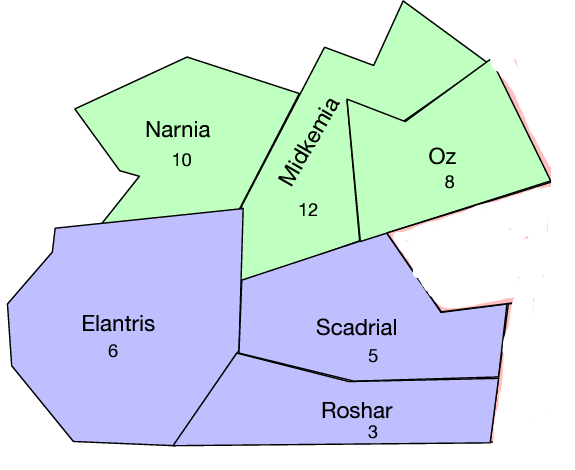 Narnia
10
Midkemia
12
Oz
8
Elantris
6
Scadrial
5
Roshar
3